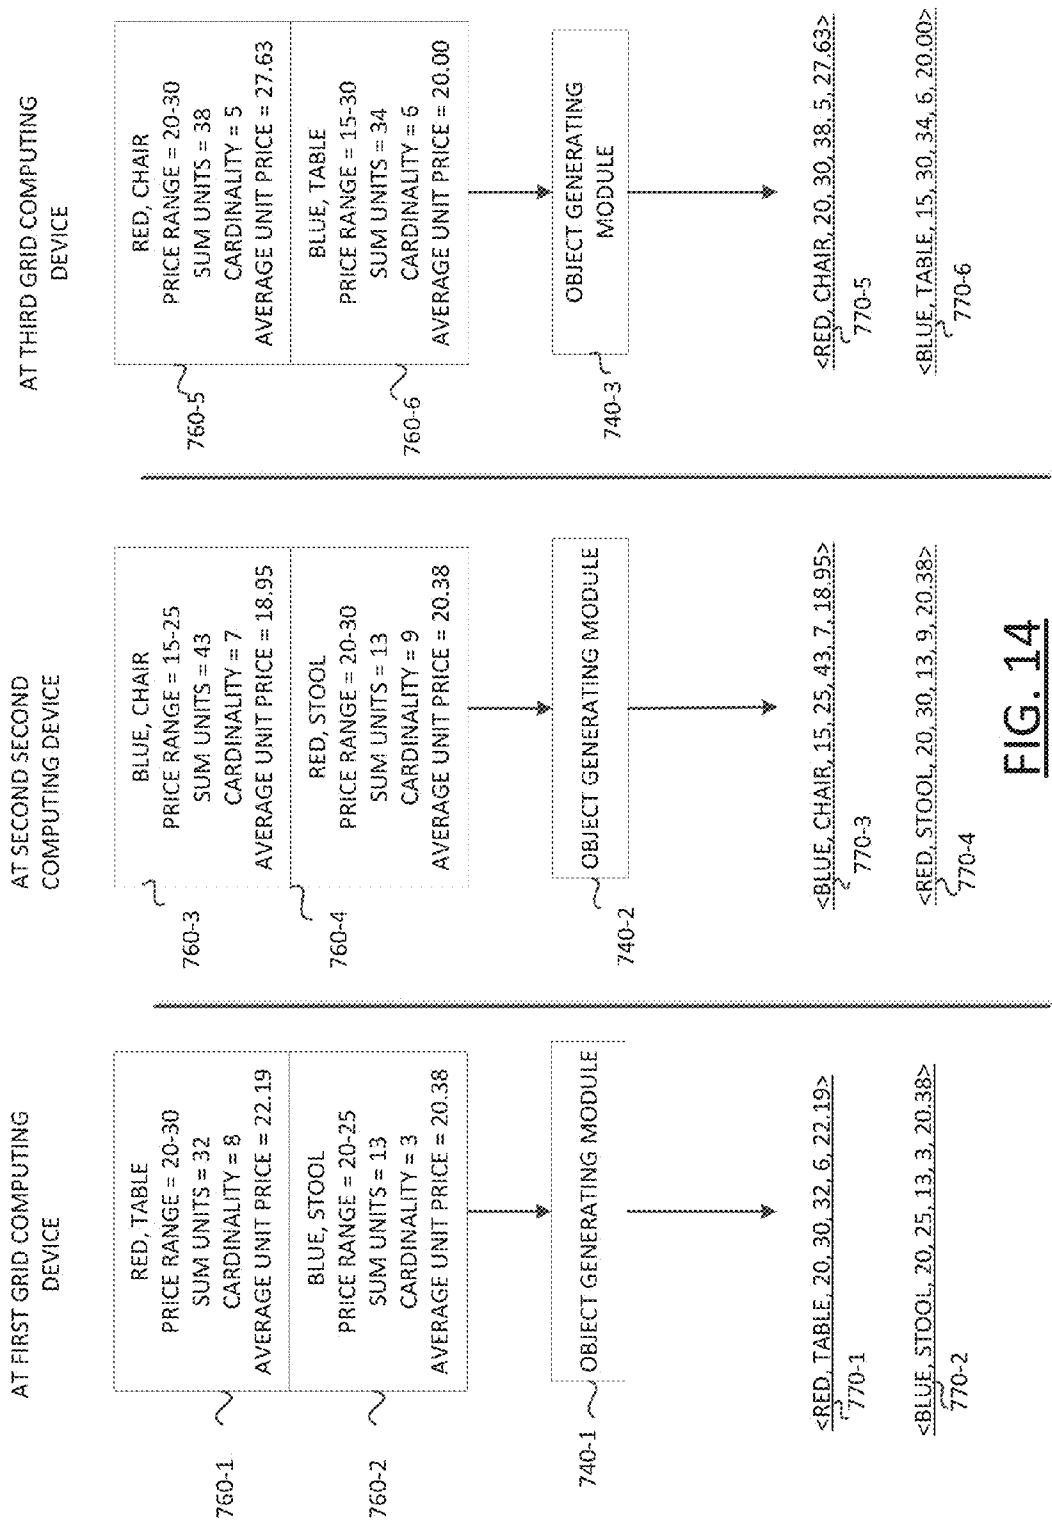 AT FIRST GRID COMPUTING
DEVICE
760-1
RED, TABLE
PRICE RANGE = 20-30
SUM UNITS = 32
CARDINALITY = 8
AVERAGE UNIT PRICE = 22.19
760-2
BLUE, STOOL
PRICE RANGE = 20-25
SUM UNITS = 13
CARDINALITY = 3
AVERAGE UNIT PRICE = 20.38
740-1
OBJECT GENERATING MODULE
<RED, TABLE, 20, 30, 32, 6, 22.19>
770-1
<BLUE, STOOL, 20, 25, 13, 3, 20.38>
770-2
AT SECOND SECOND
COMPUTING DEVICE
760-3
BLUE, CHAIR
PRICE RANGE = 15-25
SUM UNITS = 43
CARDINALITY = 7
AVERAGE UNIT PRICE = 18.95
760-4
RED, STOOL
PRICE RANGE = 20-30
SUM UNITS = 13
CARDINALITY = 9
AVERAGE UNIT PRICE = 20.38
740-2
OBJECT GENERATING MODULE
<BLUE, CHAIR, 15, 25, 43, 7, 18.95>
770-3
<RED, STOOL, 20, 30, 13, 9, 20.38>
770-4
AT THIRD GRID COMPUTING
DEVICE
760-5
RED, CHAIR
PRICE RANGE = 20-30
SUM UNITS = 38
CARDINALITY = 5
AVERAGE UNIT PRICE = 27.63
760-6
BLUE, TABLE
PRICE RANGE = 15-30
SUM UNITS = 34
CARDINALITY = 6
AVERAGE UNIT PRICE = 20.00
740-3
OBJECT GENERATING
MODULE
<RED, CHAIR, 20, 30, 38, 5, 27.63>
770-5
<BLUE, TABLE, 15, 30, 34, 6, 20.00>
770-6
FIG. 14